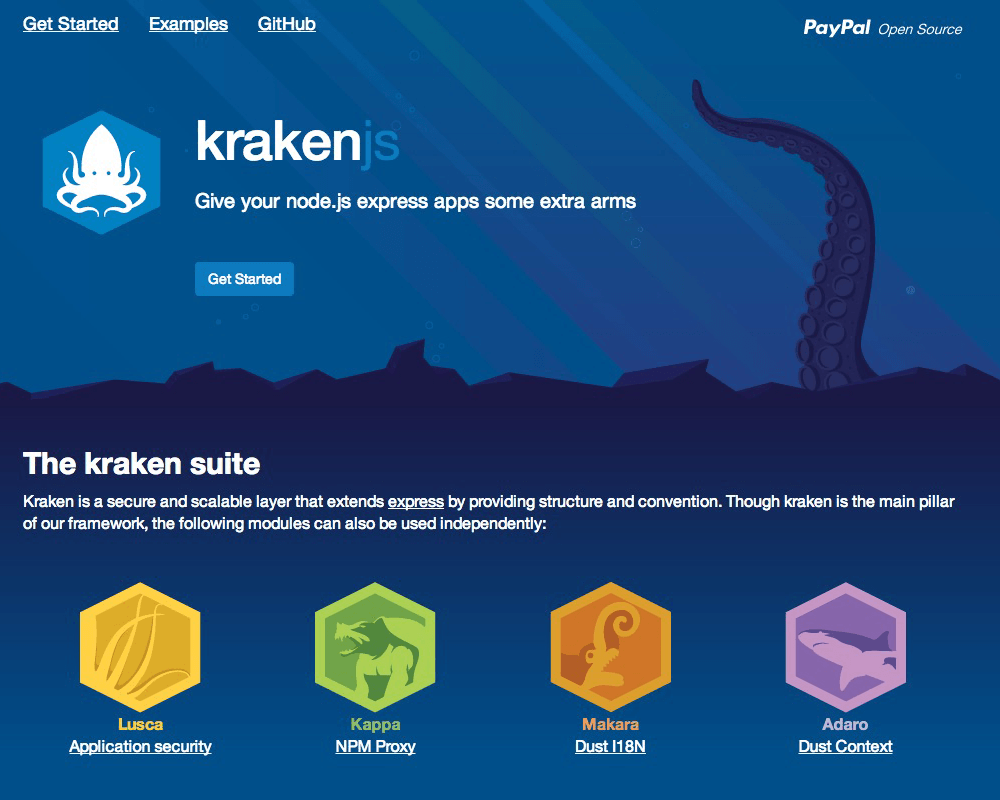 Get Started Examples GitHub PayPal Open Source
krakenjs
Give your node.js express apps some extra arms
Get Started
The kraken suite
Kraken is a secure and scalable layer that extends express by providing structure and convention. Though kraken is the main pillar
of our framework, the following modules can also be used independently:
Lusca Kappa Makara Adaro
Application security NPM Proxy Dust I18N Dust Context